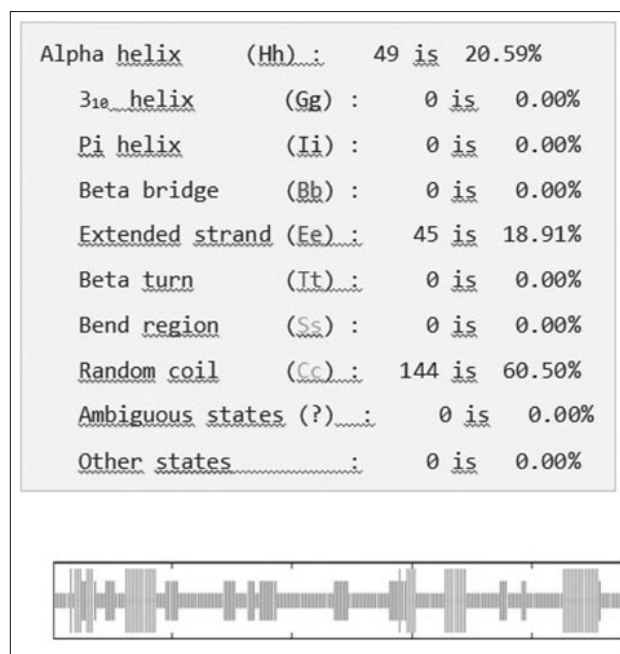 Alpha helix (Hh) : 49 is 20.59%
3₁₀ helix (Gg) : 0 is 0.00%
Pi helix (Ii) : 0 is 0.00%
Beta bridge (Bb) : 0 is 0.00%
Extended strand (Ee) : 45 is 18.91%
Beta turn (Tt) : 0 is 0.00%
Bend region (Ss) : 0 is 0.00%
Random coil (Cc) : 144 is 60.50%
Ambiguous states (?) : 0 is 0.00%
Other states : 0 is 0.00%